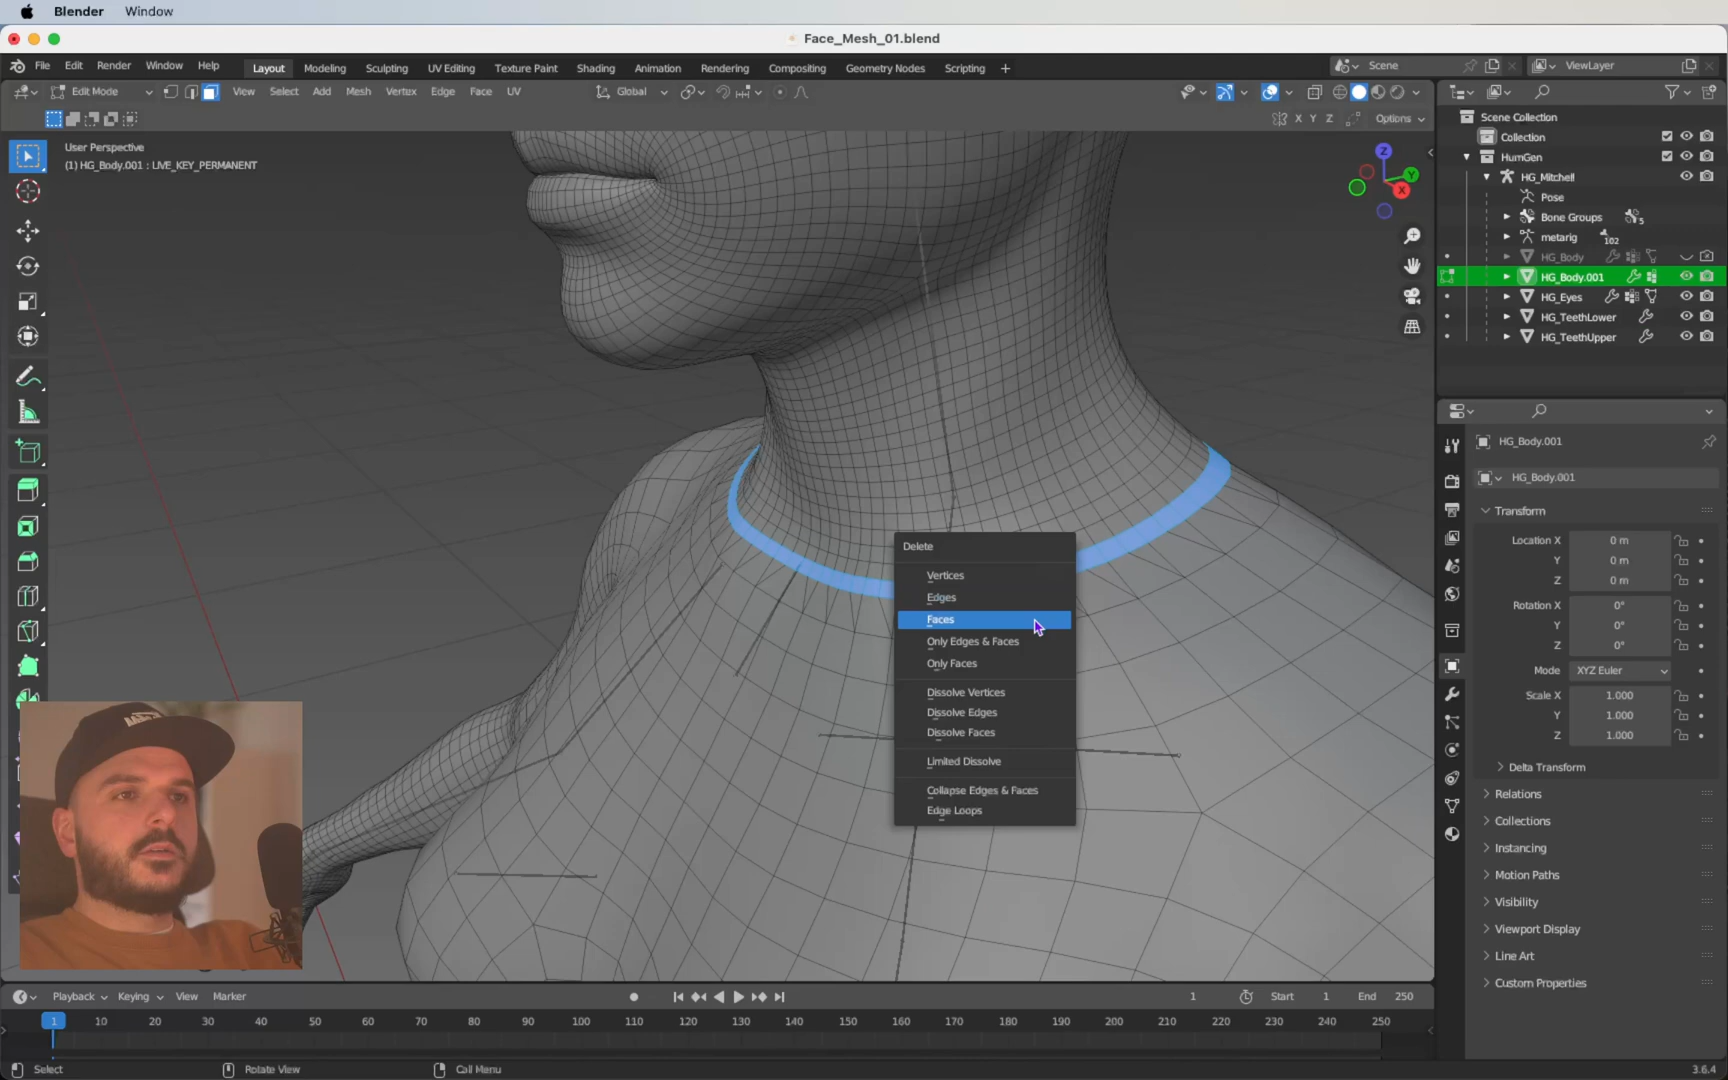 Blender Window
Face_Mesh_01.blend
File Edit Render Window Help Layout Modeling Sculpting UV Editing Texture Paint Shading Animation Rendering Compositing Geometry Nodes Scripting + Scene ViewLayer
Edit Mode View Select Add Mesh Vertex Edge Face UV Global
X Y Z Options
User Perspective
(1) HG_Body.001 : LIVE_KEY_PERMANENT
Z
Y
X
Scene Collection
Collection
HumGen
HG_Mitchell
Pose
Bone Groups 5
metarig 102
HG_Body
HG_Body.001
HG_Eyes
HG_TeethLower
HG_TeethUpper
Delete
Vertices
Edges
Faces
Only Edges & Faces
Only Faces
Dissolve Vertices
Dissolve Edges
Dissolve Faces
Limited Dissolve
Collapse Edges & Faces
Edge Loops
HG_Body.001
HG_Body.001
Transform
Location X 0 m
Y 0 m
Z 0 m
Rotation X 0°
Y 0°
Z 0°
Mode XYZ Euler
Scale X 1.000
Y 1.000
Z 1.000
Delta Transform
Relations
Collections
Instancing
Motion Paths
Visibility
Viewport Display
Line Art
Custom Properties
Playback Keying View Marker 1 Start 1 End 250
1 10 20 30 40 50 60 70 80 90 100 110 120 130 140 150 160 170 180 190 200 210 220 230 240 250
Select Rotate View Call Menu 3.6.4